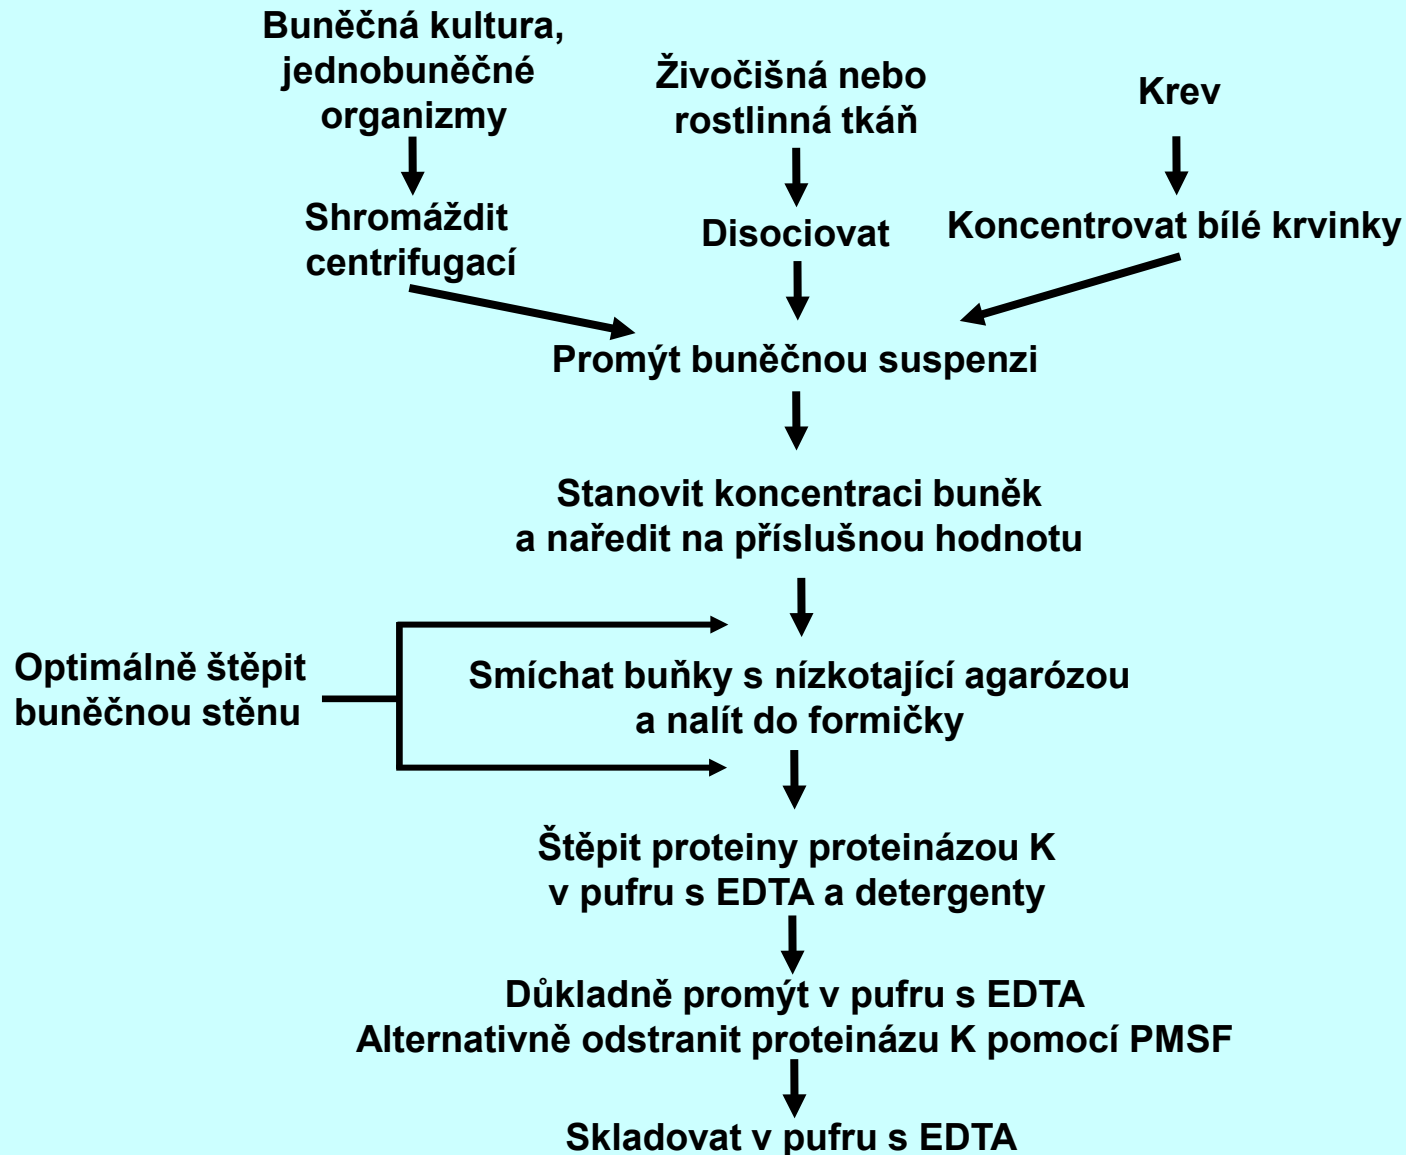 Buněčná kultura,
jednobuněčné
organizmy
Živočišná nebo
rostlinná tkáň
Krev
Shromáždit
centrifugací
Disociovat
Koncentrovat bílé krvinky
Promýt buněčnou suspenzi
Stanovit koncentraci buněk
a naředit na příslušnou hodnotu
Optimálně štěpit
buněčnou stěnu
Smíchat buňky s nízkotající agarózou
a nalít do formičky
Štěpit proteiny proteinázou K
v pufru s EDTA a detergenty
Důkladně promýt v pufru s EDTA
Alternativně odstranit proteinázu K pomocí PMSF
Skladovat v pufru s EDTA